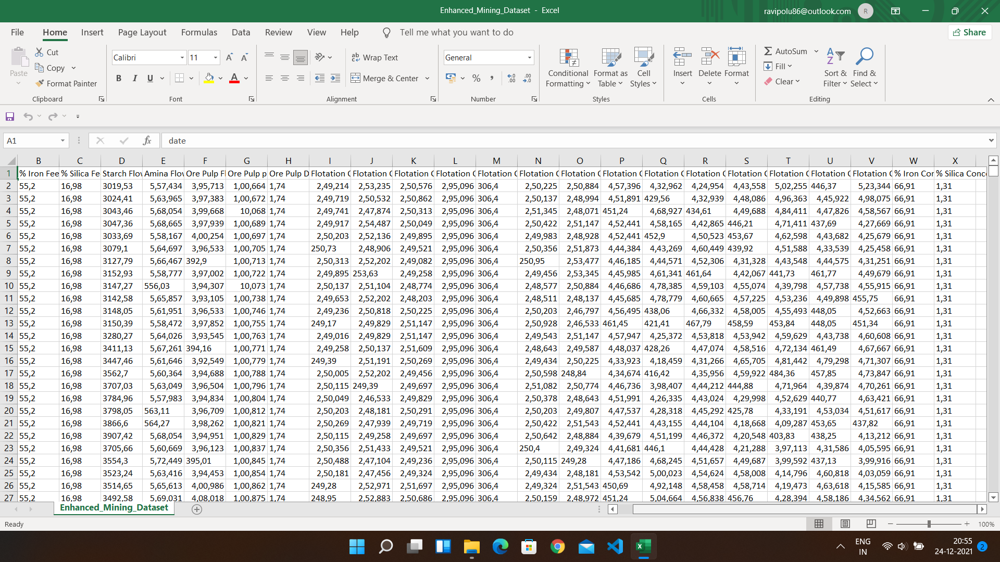 Enhanced_Mining_Dataset - Excel
ravipolu86@outlook.com
R
File Home Insert Page Layout Formulas Data Review View Help Tell me what you want to do Share
Paste
Cut
Copy
Format Painter
Clipboard
Calibri 11
B I U
Font
Wrap Text
Merge & Center
Alignment
General
Number
Conditional Formatting
Format as Table
Cell Styles
Styles
Insert Delete Format
Cells
AutoSum
Fill
Clear
Sort & Filter
Find & Select
Editing
A1 fx date
B C D E F G H I J K L M N O P Q R S T U V W X
1 % Iron Fee % Silica Fe Starch Flov Amina Flov Ore Pulp Fl Ore Pulp p Ore Pulp D Flotation C Flotation C Flotation C Flotation C Flotation C Flotation C Flotation C Flotation C Flotation C Flotation C Flotation C Flotation C Flotation C Flotation C % Iron Con % Silica Conce
2 55,2 16,98 3019,53 5,57,434 3,95,713 1,00,664 1,74 2,49,214 2,53,235 2,50,576 2,95,096 306,4 2,50,225 2,50,884 4,57,396 4,32,962 4,24,954 4,43,558 5,02,255 446,37 5,23,344 66,91 1,31
3 55,2 16,98 3024,41 5,63,965 3,97,383 1,00,672 1,74 2,49,719 2,50,532 2,50,862 2,95,096 306,4 2,50,137 2,48,994 4,51,891 429,56 4,32,939 4,48,086 4,96,363 4,45,922 4,98,075 66,91 1,31
4 55,2 16,98 3043,46 5,68,054 3,99,668 10,068 1,74 2,49,741 2,47,874 2,50,313 2,95,096 306,4 2,51,345 2,48,071 451,24 4,68,927 434,61 4,49,688 4,84,411 4,47,826 4,58,567 66,91 1,31
5 55,2 16,98 3047,36 5,68,665 3,97,939 1,00,689 1,74 2,49,917 2,54,487 2,50,049 2,95,096 306,4 2,50,422 2,51,147 4,52,441 4,58,165 4,42,865 446,21 4,71,411 437,69 4,27,669 66,91 1,31
6 55,2 16,98 3033,69 5,58,167 4,00,254 1,00,697 1,74 2,50,203 2,52,136 2,49,895 2,95,096 306,4 2,49,983 2,48,928 4,52,441 452,9 4,50,523 453,67 4,62,598 4,43,682 4,25,679 66,91 1,31
7 55,2 16,98 3079,1 5,64,697 3,96,533 1,00,705 1,74 250,73 2,48,906 2,49,521 2,95,096 306,4 2,50,356 2,51,873 4,44,384 4,43,269 4,60,449 439,92 4,51,588 4,33,539 4,25,458 66,91 1,31
8 55,2 16,98 3127,79 5,66,467 392,9 1,00,713 1,74 2,50,313 2,52,202 2,49,082 2,95,096 306,4 250,95 2,53,477 4,46,185 4,44,571 4,52,306 4,31,328 4,43,548 4,44,575 4,31,251 66,91 1,31
9 55,2 16,98 3152,93 5,58,777 3,97,002 1,00,722 1,74 2,49,895 253,63 2,49,258 2,95,096 306,4 2,49,456 2,53,345 4,45,985 4,61,341 461,64 4,42,067 441,73 461,77 4,49,679 66,91 1,31
10 55,2 16,98 3147,27 556,03 3,94,307 10,073 1,74 2,50,137 2,51,104 2,48,774 2,95,096 306,4 2,48,577 2,50,884 4,46,686 4,78,385 4,59,103 4,55,074 4,39,798 4,57,738 4,55,915 66,91 1,31
11 55,2 16,98 3142,58 5,65,857 3,93,105 1,00,738 1,74 2,49,653 2,52,202 2,48,203 2,95,096 306,4 2,48,511 2,48,137 4,45,685 4,78,779 4,60,665 4,57,225 4,53,236 4,49,898 455,75 66,91 1,31
12 55,2 16,98 3148,05 5,61,951 3,96,533 1,00,746 1,74 2,49,236 2,50,818 2,50,225 2,95,096 306,4 2,50,203 2,46,797 4,56,495 438,06 4,66,332 4,58,005 4,55,493 448,05 4,52,663 66,91 1,31
13 55,2 16,98 3150,39 5,58,472 3,97,852 1,00,755 1,74 249,17 2,49,829 2,51,147 2,95,096 306,4 2,50,928 2,46,533 461,45 421,41 467,79 458,59 453,84 448,05 451,34 66,91 1,31
14 55,2 16,98 3280,27 5,64,026 3,93,545 1,00,763 1,74 2,49,016 2,49,829 2,51,147 2,95,096 306,4 2,49,543 2,51,147 4,57,947 4,25,372 4,53,818 4,53,942 4,59,629 4,43,738 4,60,608 66,91 1,31
15 55,2 16,98 3411,13 5,67,261 394,16 1,00,771 1,74 2,49,258 2,50,137 2,51,609 2,95,096 306,4 2,48,643 2,49,587 4,48,037 428,26 4,47,074 4,58,516 4,72,134 461,49 4,67,667 66,91 1,31
16 55,2 16,98 3447,46 5,61,646 3,92,549 1,00,779 1,74 249,39 2,51,191 2,50,269 2,95,096 306,4 2,49,434 2,50,225 4,33,923 4,18,459 4,31,266 4,65,705 4,81,442 4,79,298 4,71,307 66,91 1,31
17 55,2 16,98 3562,7 5,60,364 3,94,688 1,00,788 1,74 2,50,005 2,52,202 2,49,456 2,95,096 306,4 2,50,598 248,84 4,34,674 416,42 4,35,956 4,59,922 484,36 457,85 4,73,847 66,91 1,31
18 55,2 16,98 3707,03 5,63,049 3,96,504 1,00,796 1,74 2,50,115 249,39 2,49,697 2,95,096 306,4 2,51,082 2,50,774 4,46,736 3,98,407 4,44,212 444,88 4,71,964 4,39,874 4,70,261 66,91 1,31
19 55,2 16,98 3784,96 5,57,983 3,94,834 1,00,804 1,74 2,50,049 2,46,533 2,49,829 2,95,096 306,4 2,50,378 2,48,643 4,51,991 4,26,335 4,43,024 4,29,998 4,52,629 440,77 4,63,421 66,91 1,31
20 55,2 16,98 3798,05 563,11 3,96,709 1,00,812 1,74 2,50,203 2,48,181 2,50,291 2,95,096 306,4 2,50,203 2,49,807 4,47,537 4,28,318 4,45,292 425,78 4,33,191 4,53,034 4,51,617 66,91 1,31
21 55,2 16,98 3866,6 564,27 3,98,262 1,00,821 1,74 2,50,269 2,47,939 2,49,719 2,95,096 306,4 2,50,422 2,51,543 4,52,441 4,43,155 4,44,104 4,18,668 4,09,287 453,65 437,82 66,91 1,31
22 55,2 16,98 3907,42 5,68,054 3,94,951 1,00,829 1,74 2,50,115 2,49,258 2,49,697 2,95,096 306,4 2,50,642 2,48,884 4,39,679 4,51,199 4,46,372 4,20,548 403,83 438,25 4,13,212 66,91 1,31
23 55,2 16,98 3705,66 5,60,669 3,96,123 1,00,837 1,74 2,50,356 2,51,433 2,49,521 2,95,096 306,4 250,4 2,49,324 4,41,681 446,1 4,44,428 4,21,288 3,97,113 4,31,586 4,05,595 66,91 1,31
24 55,2 16,98 3554,3 5,72,449 395,01 1,00,845 1,74 2,50,488 2,47,104 2,49,236 2,95,096 306,4 2,50,115 249,28 4,47,186 4,68,245 4,51,657 4,49,687 3,99,592 437,13 3,99,916 66,91 1,31
25 55,2 16,98 3523,24 5,63,416 3,94,453 1,00,854 1,74 2,50,181 2,47,456 2,49,324 2,95,096 306,4 2,49,434 2,48,181 4,53,542 5,00,023 4,54,624 4,58,008 4,14,796 4,60,818 4,03,059 66,91 1,31
26 55,2 16,98 3514,65 5,65,613 4,00,986 1,00,862 1,74 249,28 2,52,971 2,51,697 2,95,096 306,4 2,49,324 2,51,543 450,69 4,92,148 4,58,458 4,58,714 4,19,473 4,63,618 4,15,585 66,91 1,31
27 55,2 16,98 3492,58 5,69,031 4,08,018 1,00,875 1,74 248,95 2,52,883 2,50,686 2,95,096 306,4 2,50,159 2,48,972 451,24 5,04,664 4,56,838 456,76 4,28,394 4,58,186 4,34,562 66,91 1,31
Enhanced_Mining_Dataset
Ready
100%
ENG
IN
20:55
24-12-2021
2